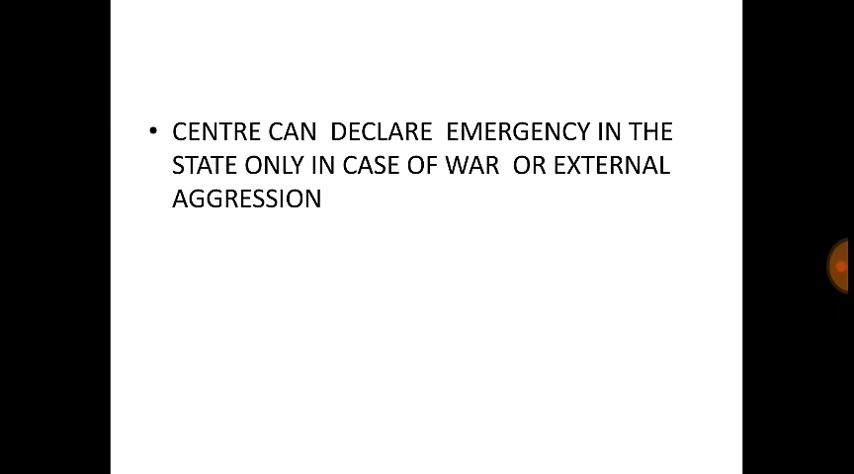 • CENTRE CAN DECLARE EMERGENCY IN THE
STATE ONLY IN CASE OF WAR OR EXTERNAL
AGGRESSION